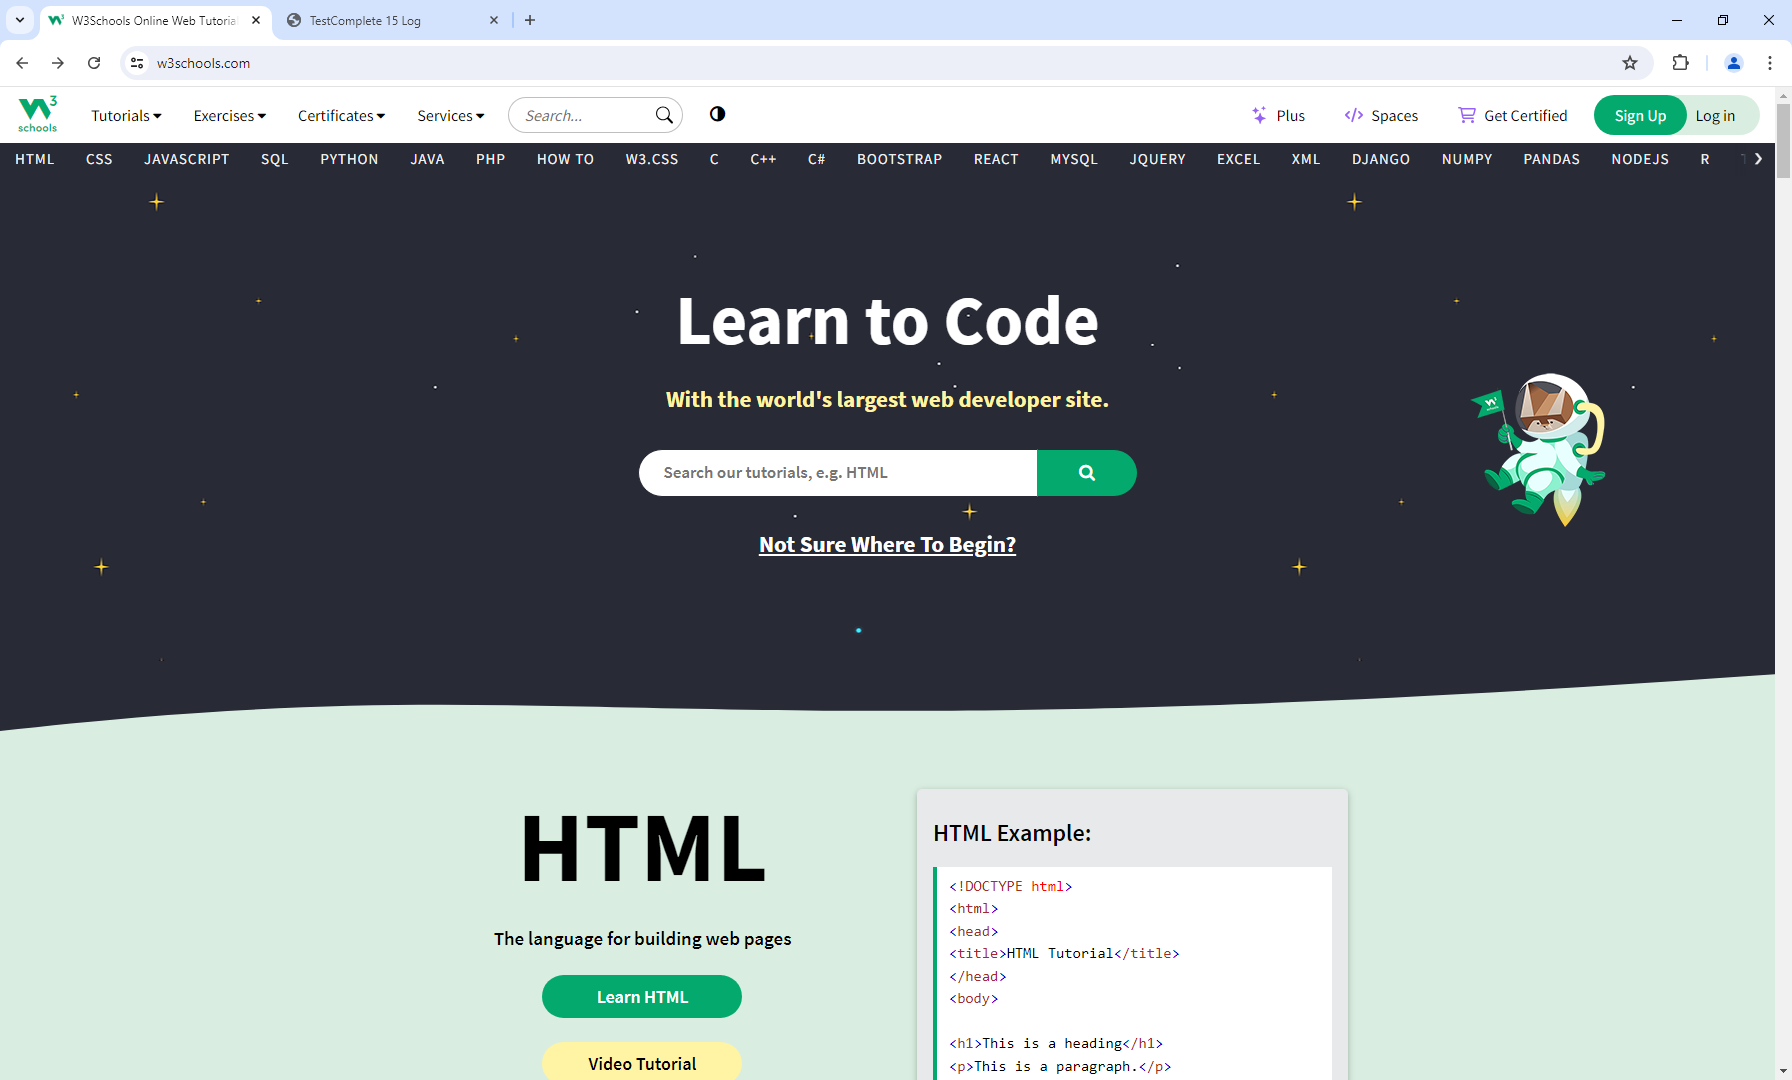 W3Schools Online Web Tutoria
TestComplete 15 Log
w3schools.com
3
schools
Tutorials
Exercises
Certificates
Services
Search...
Plus
Spaces
Get Certified
Sign Up
Log in
HTML CSS JAVASCRIPT SQL PYTHON JAVA PHP HOW TO W3.CSS C C++ C# BOOTSTRAP REACT MYSQL JQUERY EXCEL XML DJANGO NUMPY PANDAS NODEJS R
Learn to Code
With the world's largest web developer site.
Search our tutorials, e.g. HTML
Not Sure Where To Begin?
HTML
The language for building web pages
Learn HTML
Video Tutorial
HTML Example:
<!DOCTYPE html>
<html>
<head>
<title>HTML Tutorial</title>
</head>
<body>
<h1>This is a heading</h1>
<p>This is a paragraph.</p>